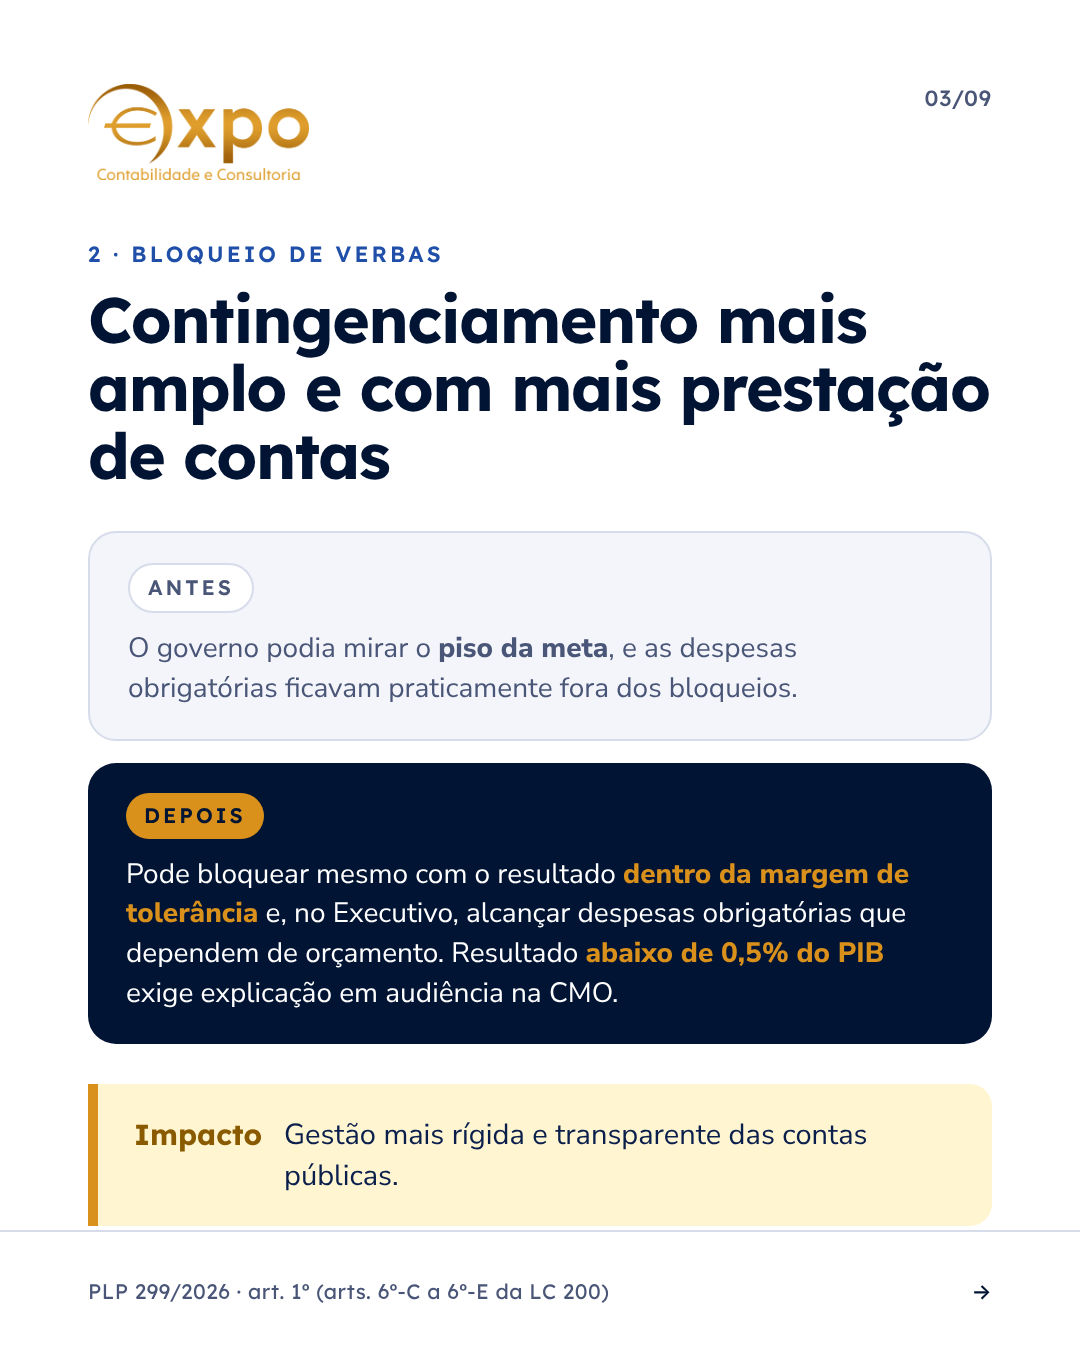 Expo
Contabilidade e Consultoria
03/09
2 · BLOQUEIO DE VERBAS
Contingenciamento mais
amplo e com mais prestação
de contas
ANTES
O governo podia mirar o piso da meta, e as despesas
obrigatórias ficavam praticamente fora dos bloqueios.
DEPOIS
Pode bloquear mesmo com o resultado dentro da margem de
tolerância e, no Executivo, alcançar despesas obrigatórias que
dependem de orçamento. Resultado abaixo de 0,5% do PIB
exige explicação em audiência na CMO.
Impacto Gestão mais rígida e transparente das contas
públicas.
PLP 299/2026 · art. 1º (arts. 6º-C a 6º-E da LC 200) →